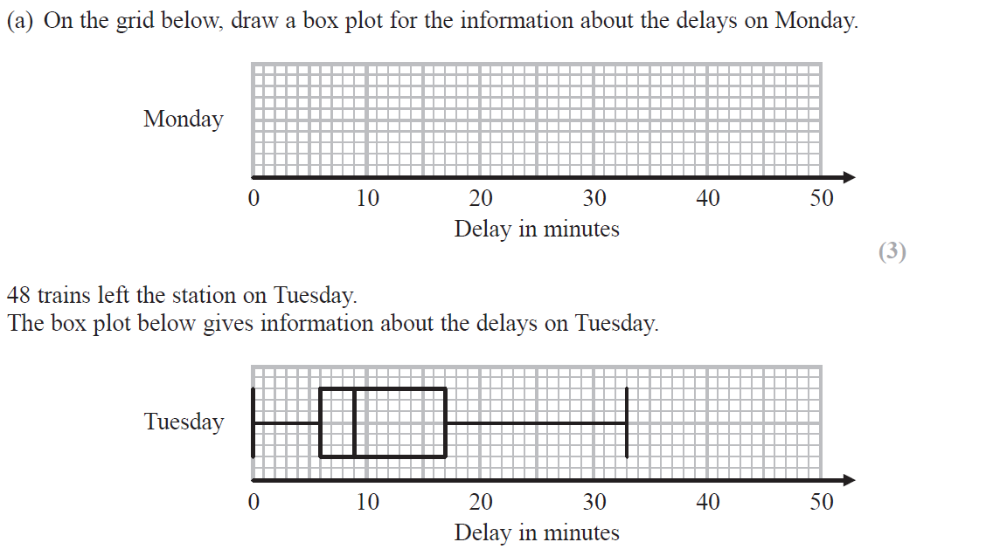 (a) On the grid below, draw a box plot for the information about the delays on Monday.
Monday
0 10 20 30 40 50
Delay in minutes
(3)
48 trains left the station on Tuesday.
The box plot below gives information about the delays on Tuesday.
Tuesday
0 10 20 30 40 50
Delay in minutes